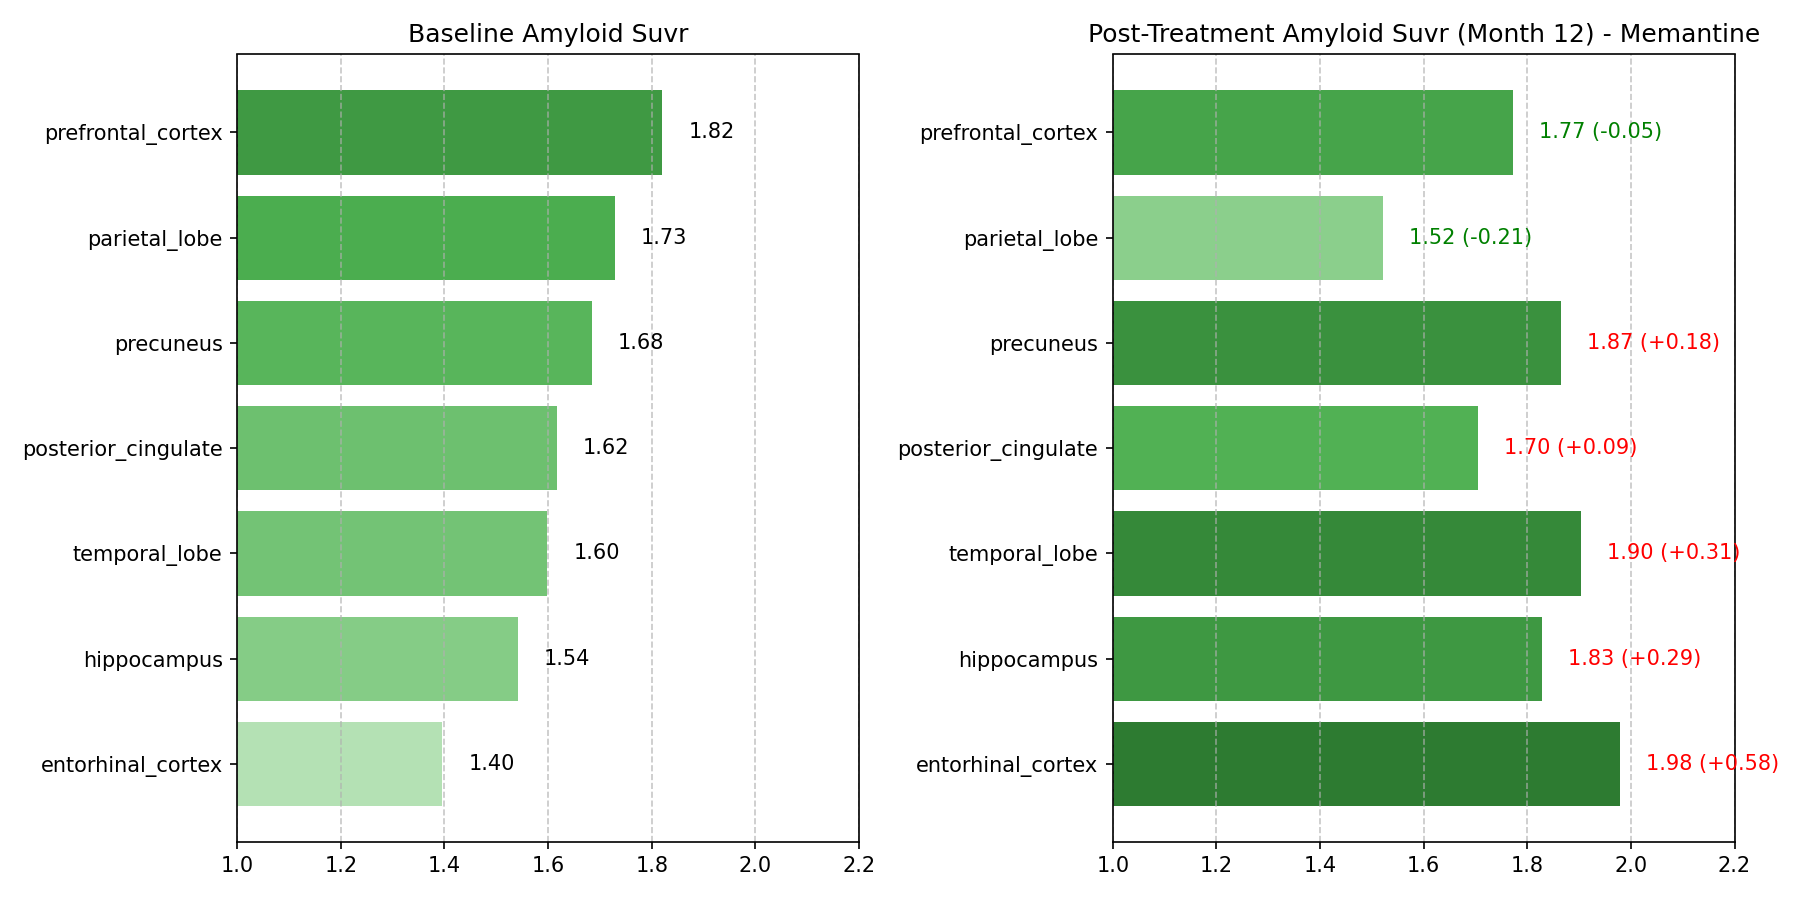 Baseline Amyloid Suvr
prefrontal_cortex
1.82
parietal_lobe
1.73
precuneus
1.68
posterior_cingulate
1.62
temporal_lobe
1.60
hippocampus
1.54
entorhinal_cortex
1.40
1.0 1.2 1.4 1.6 1.8 2.0 2.2
Post-Treatment Amyloid Suvr (Month 12) - Memantine
prefrontal_cortex
1.77 (-0.05)
parietal_lobe
1.52 (-0.21)
precuneus
1.87 (+0.18)
posterior_cingulate
1.70 (+0.09)
temporal_lobe
1.90 (+0.31)
hippocampus
1.83 (+0.29)
entorhinal_cortex
1.98 (+0.58)
1.0 1.2 1.4 1.6 1.8 2.0 2.2